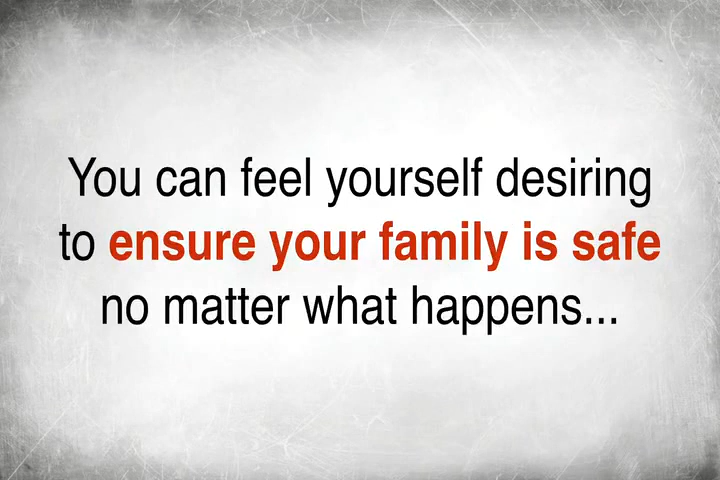 You can feel yourself desiring
to ensure your family is safe
no matter what happens...